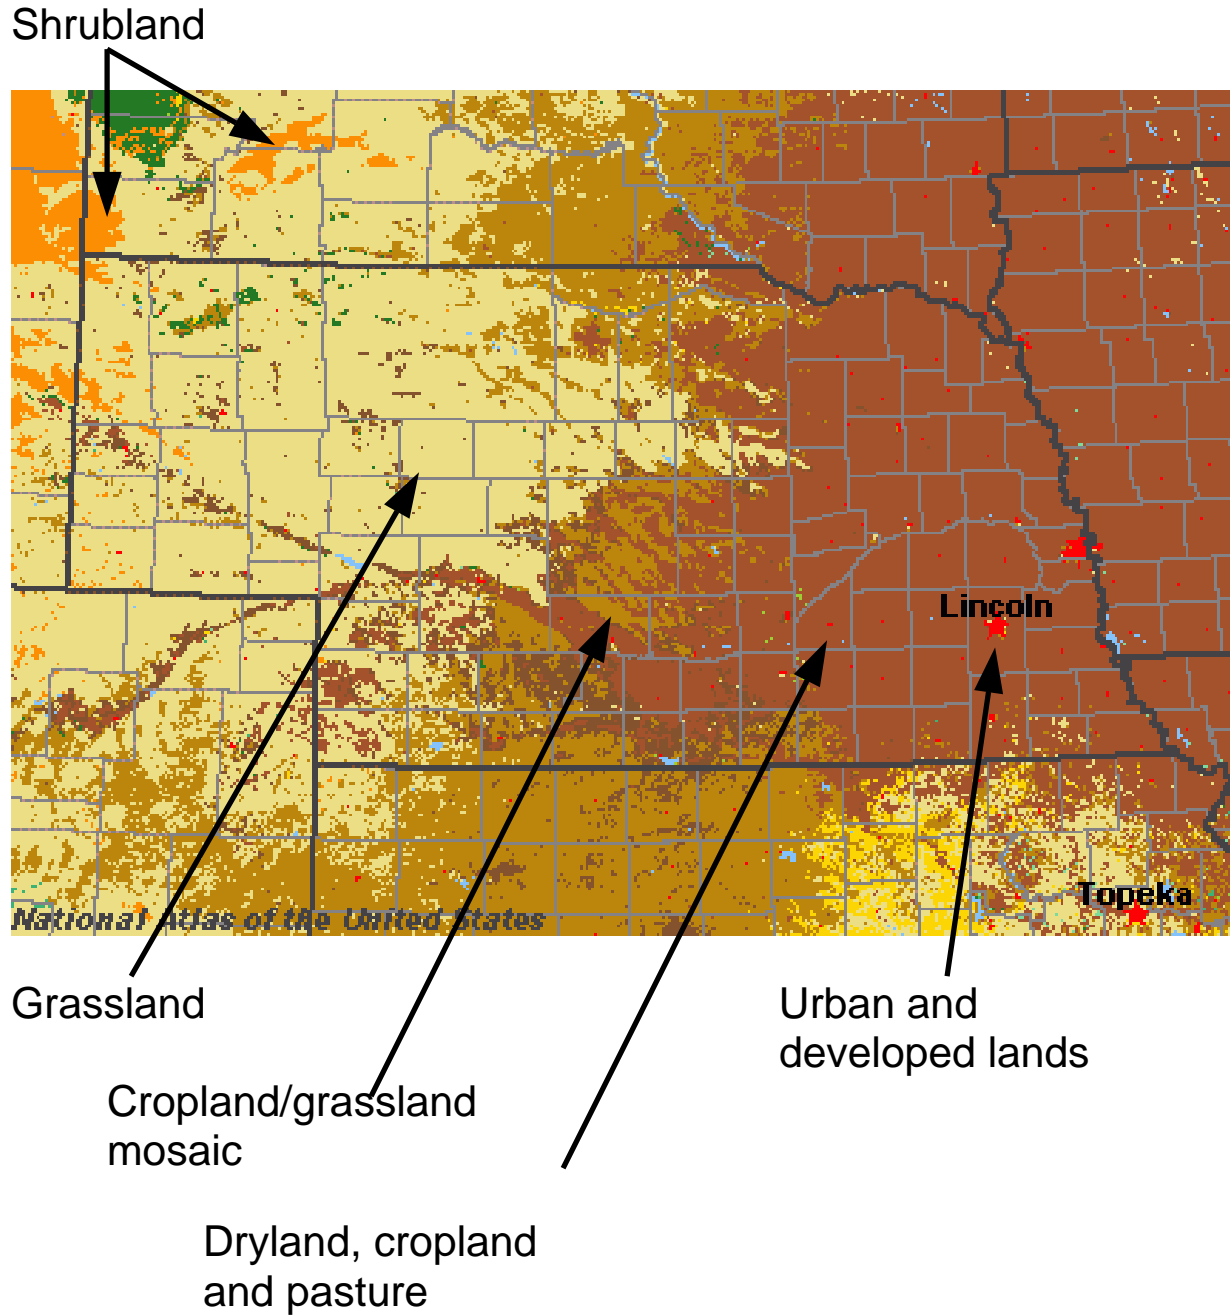 Shrubland
Lincoln
Topeka
National Atlas of the United States
Grassland
Urban and
developed lands
Cropland/grassland
mosaic
Dryland, cropland
and pasture